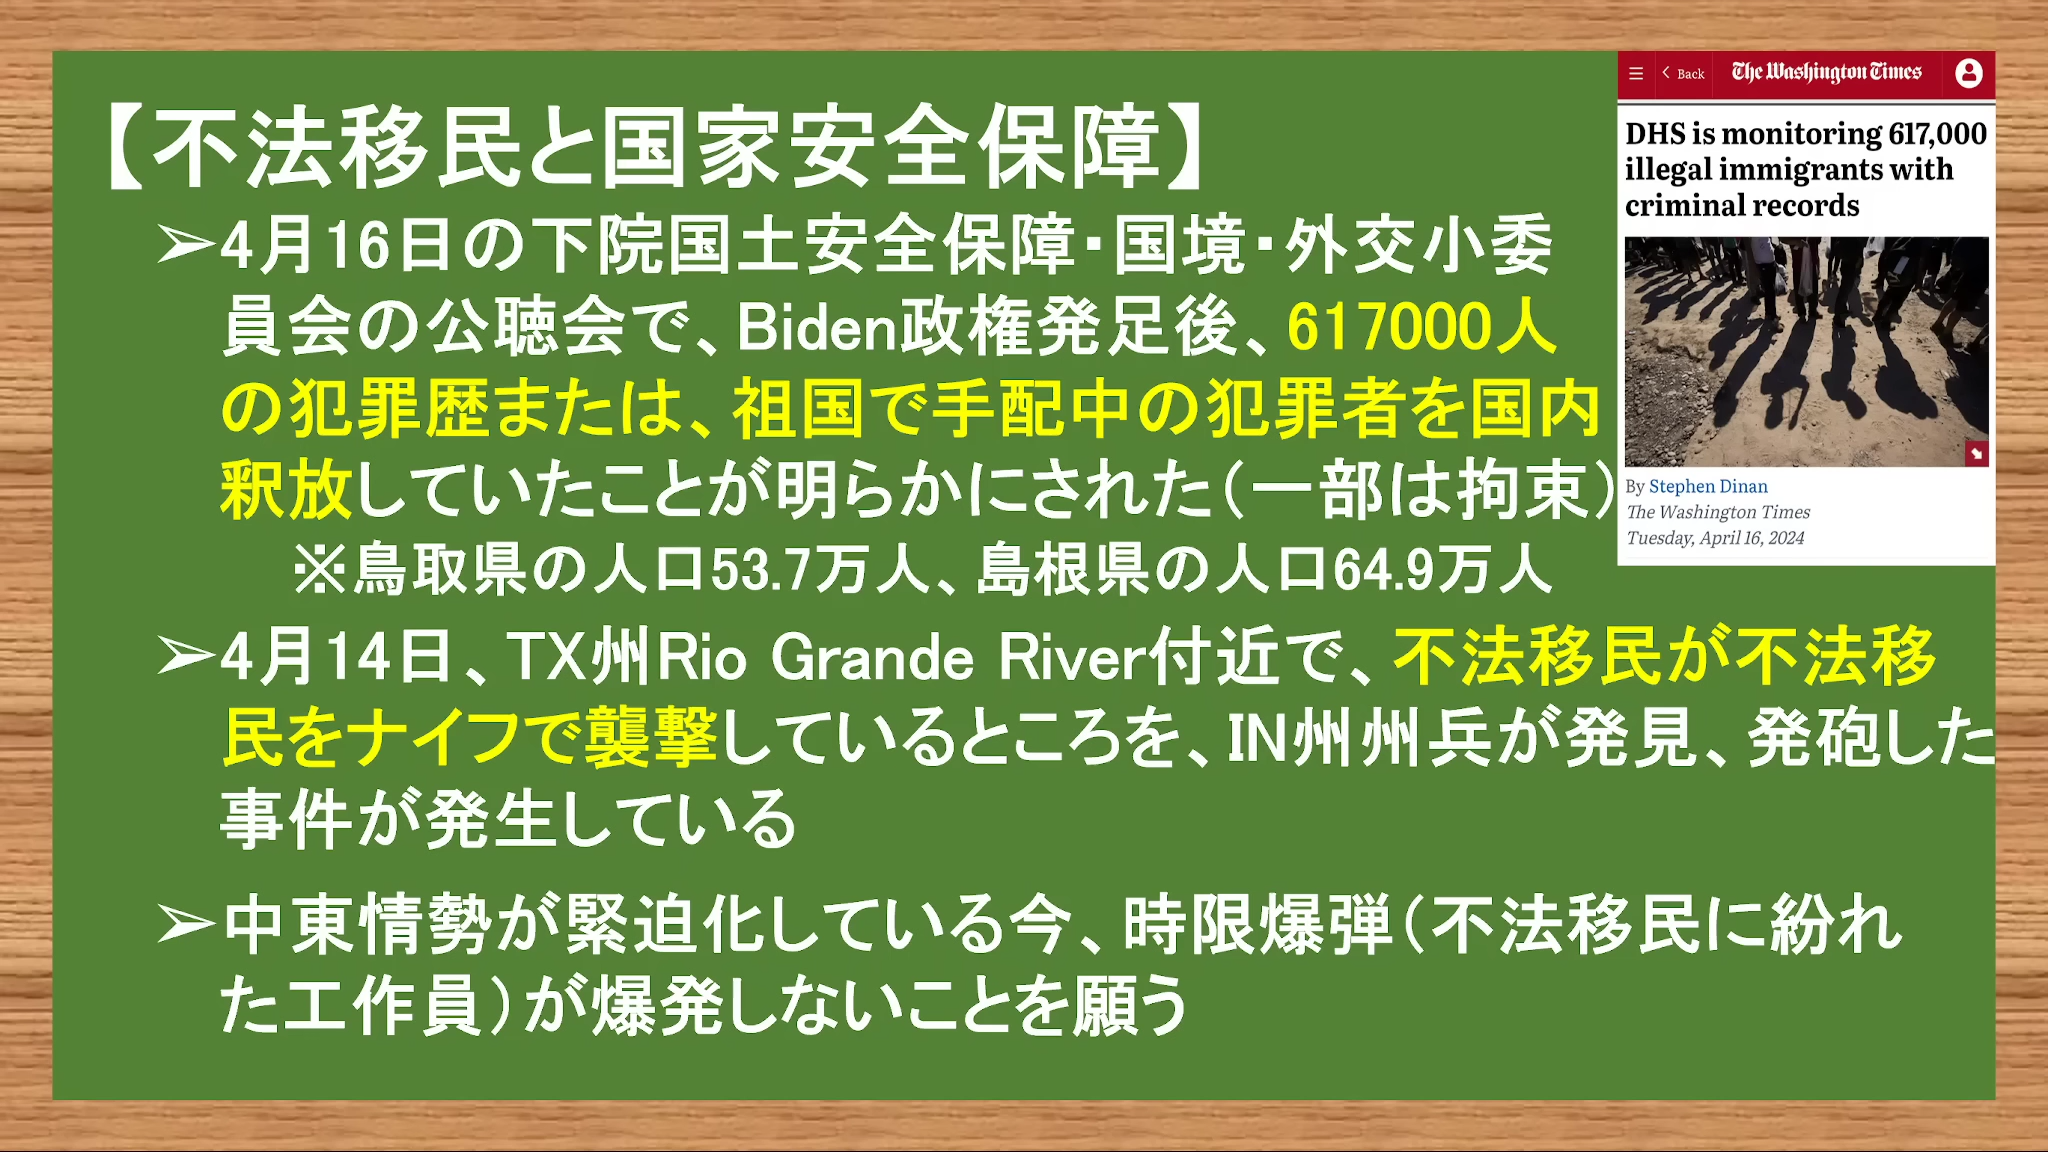 【不法移民と国家安全保障】
➢4月16日の下院国土安全保障・国境・外交小委
員会の公聴会で、Biden政権発足後、617000人
の犯罪歴または、祖国で手配中の犯罪者を国内
釈放していたことが明らかにされた（一部は拘束）
※鳥取県の人口53.7万人、島根県の人口64.9万人
➢4月14日、TX州Rio Grande River付近で、不法移民が不法移
民をナイフで襲撃しているところを、IN州州兵が発見、発砲した
事件が発生している
➢中東情勢が緊迫化している今、時限爆弾（不法移民に紛れ
た工作員）が爆発しないことを願う
Back
The Washington Times
DHS is monitoring 617,000
illegal immigrants with
criminal records
By Stephen Dinan
The Washington Times
Tuesday, April 16, 2024